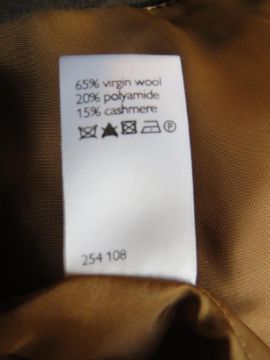 65% virgin wool
20% polyamide
15% cashmere
P
254 108